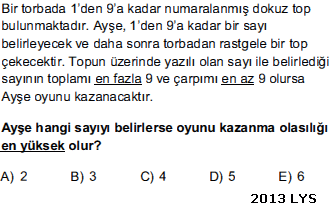 Bir torbada 1'den 9'a kadar numaralanmış dokuz top
bulunmaktadır. Ayşe, 1'den 9'a kadar bir sayı
belirleyecek ve daha sonra torbadan rastgele bir top
çekecektir. Topun üzerinde yazılı olan sayı ile belirlediği
sayının toplamı en fazla 9 ve çarpımı en az 9 olursa
Ayşe oyunu kazanacaktır.
Ayşe hangi sayıyı belirlerse oyunu kazanma olasılığı
en yüksek olur?
A) 2 B) 3 C) 4 D) 5 E) 6
2013 LYS